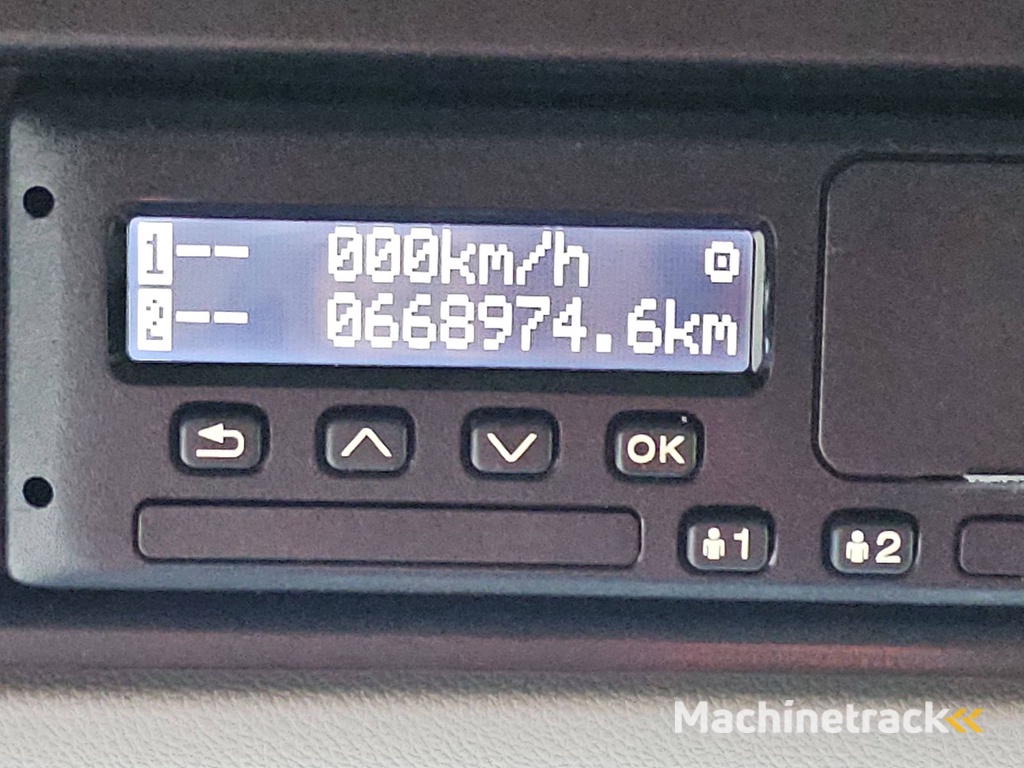 1-- 000km/h
2-- 0668974.6km
OK
1 2
Machinetrack